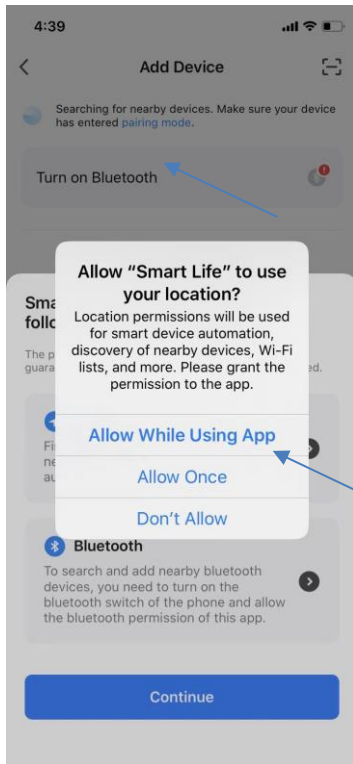 4:39
Add Device
Searching for nearby devices. Make sure your device
has entered pairing mode.
Turn on Bluetooth
Allow “Smart Life” to use
your location?
Location permissions will be used
for smart device automation,
discovery of nearby devices, Wi-Fi
lists, and more. Please grant the
permission to the app.
Allow While Using App
Allow Once
Don’t Allow
Bluetooth
To search and add nearby bluetooth
devices, you need to turn on the
bluetooth switch of the phone and allow
the bluetooth permission of this app.
Continue